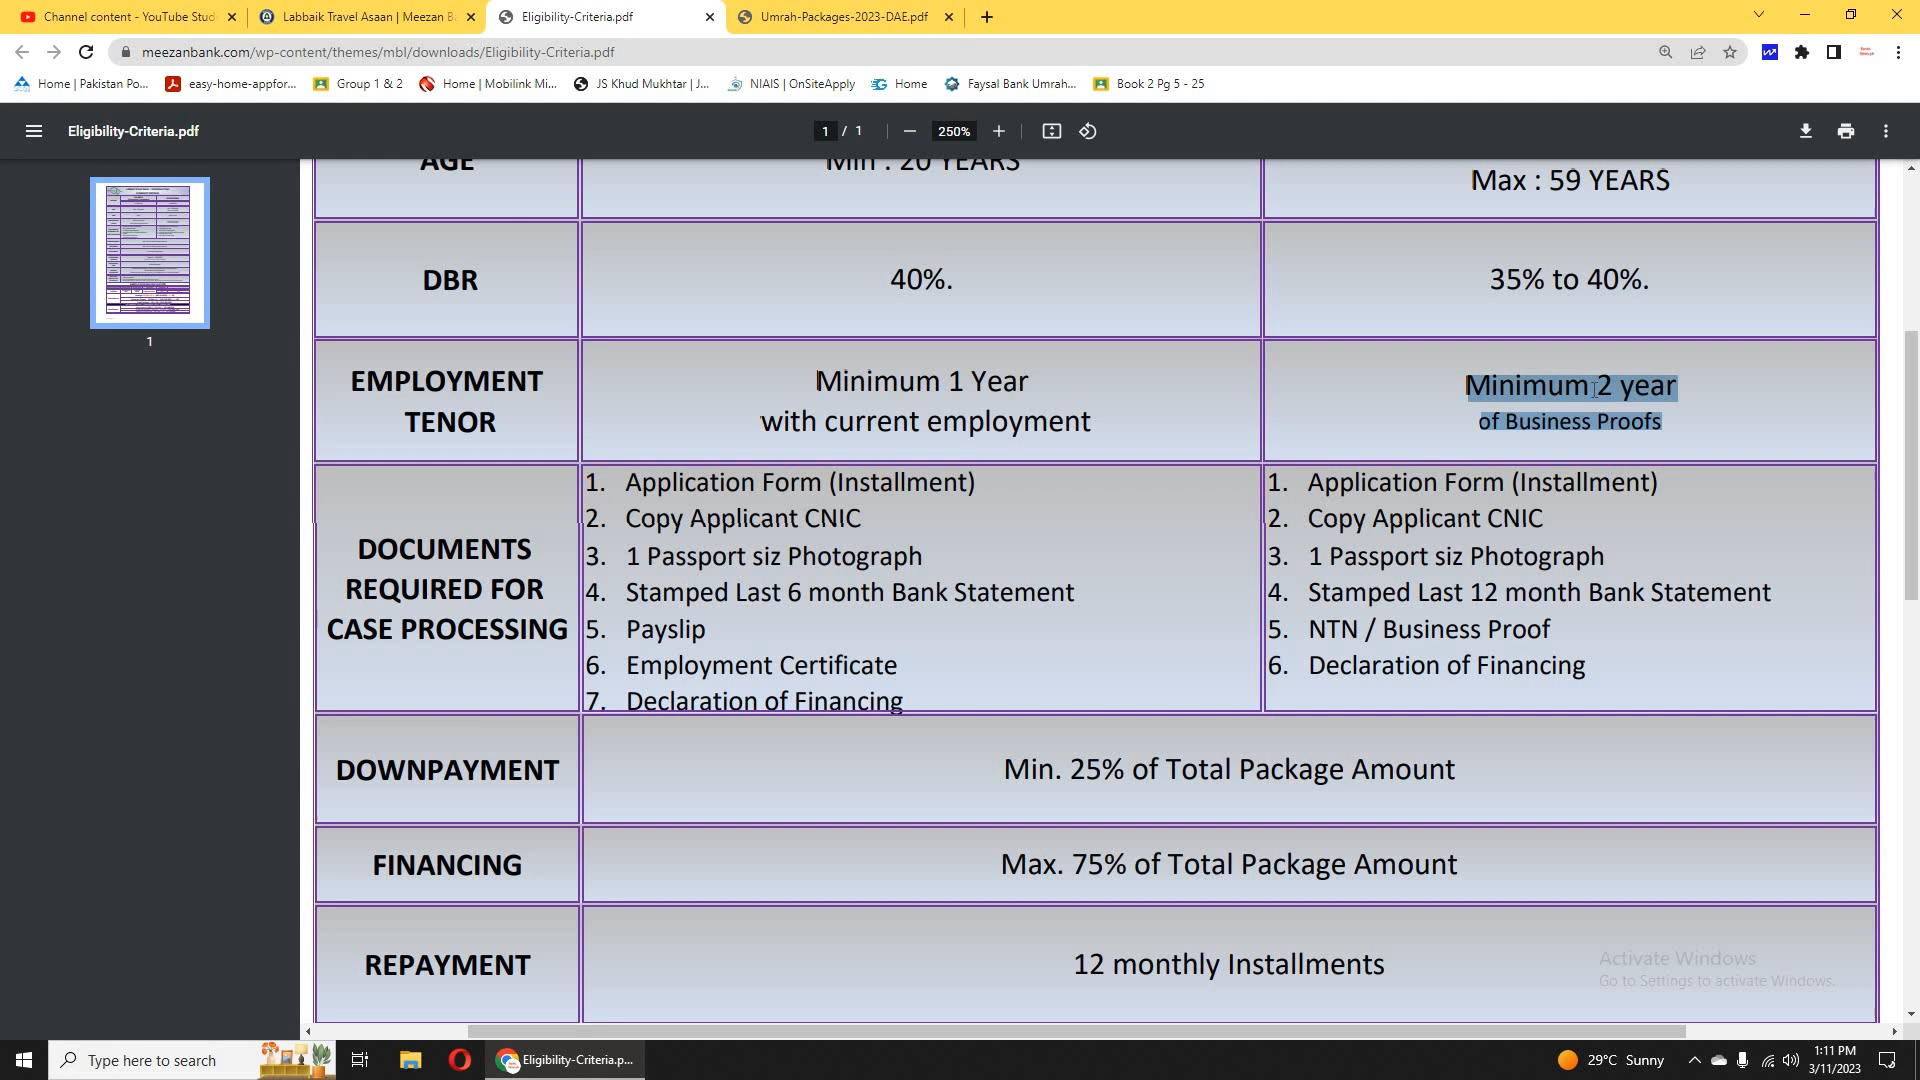 Channel content - YouTube Stud
Labbaik Travel Asaan | Meezan B
Eligibility-Criteria.pdf
Umrah-Packages-2023-DAE.pdf
meezanbank.com/wp-content/themes/mbl/downloads/Eligibility-Criteria.pdf
Home | Pakistan Po...
easy-home-appfor...
Group 1 & 2
Home | Mobilink Mi...
JS Khud Mukhtar | J...
NIAIS | OnSiteApply
Home
Faysal Bank Umrah...
Book 2 Pg 5 - 25
Eligibility-Criteria.pdf
1 / 1
250%
1
AGE
Min : 20 YEARS
Max : 59 YEARS
DBR
40%.
35% to 40%.
EMPLOYMENT
TENOR
Minimum 1 Year
with current employment
Minimum 2 year
of Business Proofs
DOCUMENTS
REQUIRED FOR
CASE PROCESSING
1. Application Form (Installment)
2. Copy Applicant CNIC
3. 1 Passport siz Photograph
4. Stamped Last 6 month Bank Statement
5. Payslip
6. Employment Certificate
7. Declaration of Financing
1. Application Form (Installment)
2. Copy Applicant CNIC
3. 1 Passport siz Photograph
4. Stamped Last 12 month Bank Statement
5. NTN / Business Proof
6. Declaration of Financing
DOWNPAYMENT
Min. 25% of Total Package Amount
FINANCING
Max. 75% of Total Package Amount
REPAYMENT
12 monthly Installments
Activate Windows
Go to Settings to activate Windows.
Type here to search
Eligibility-Criteria.p...
29°C Sunny
1:11 PM
3/11/2023